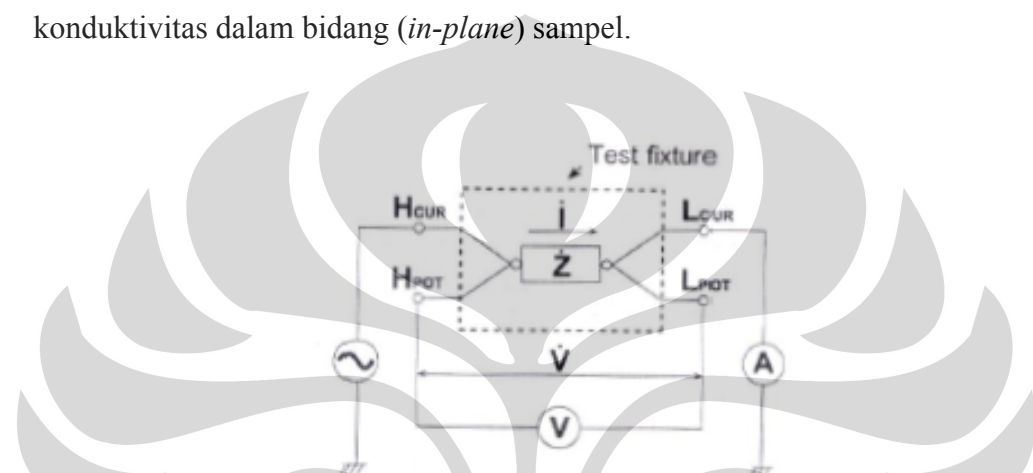 konduktivitas dalam bidang (in-plane) sampel.
Test fixture
HCUR
i
LCUR
Ż
HPOT
LPOT
V̇
A
V